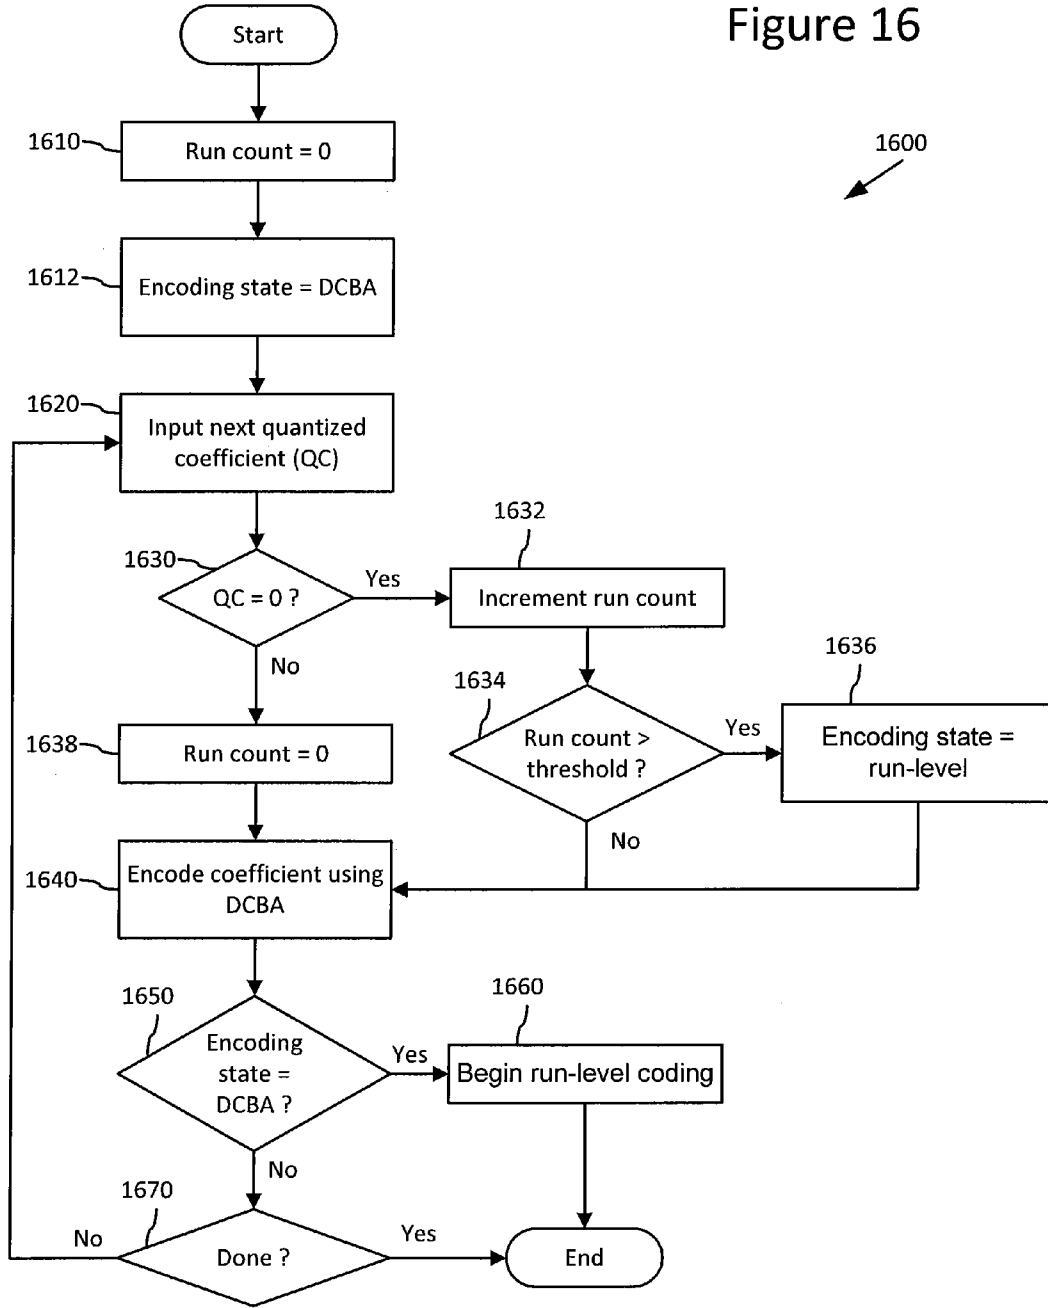 Figure 16
Start
1600
1610
Run count = 0
1612
Encoding state = DCBA
1620
Input next quantized
coefficient (QC)
1630
QC = 0 ?
Yes
No
1632
Increment run count
1634
Run count >
threshold ?
Yes
No
1636
Encoding state =
run-level
1638
Run count = 0
1640
Encode coefficient using
DCBA
1650
Encoding
state =
DCBA ?
Yes
No
1660
Begin run-level coding
1670
Done ?
No
Yes
End